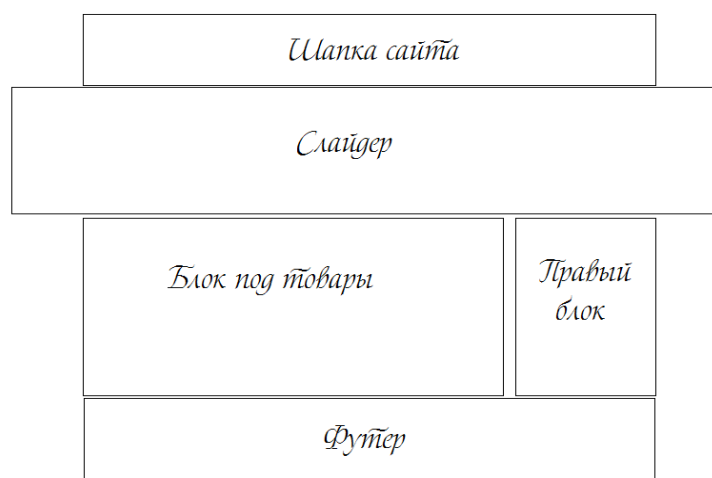 Шапка сайта
Слайдер
Блок под товары
Правый
блок
Футер